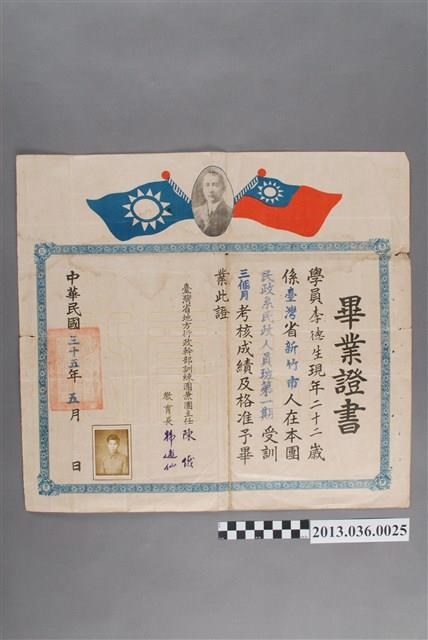 畢業證書
學員李德生現年二十二歲
係臺灣省新竹市人在本團
民政系民政人員班第一期受訓
三個月考核成績及格准予畢
業此證
臺灣省地方行政幹部訓練團兼團主任 陳儀
教育長 韓逋仙
中華民國三十五年五月 日
2013.036.0025